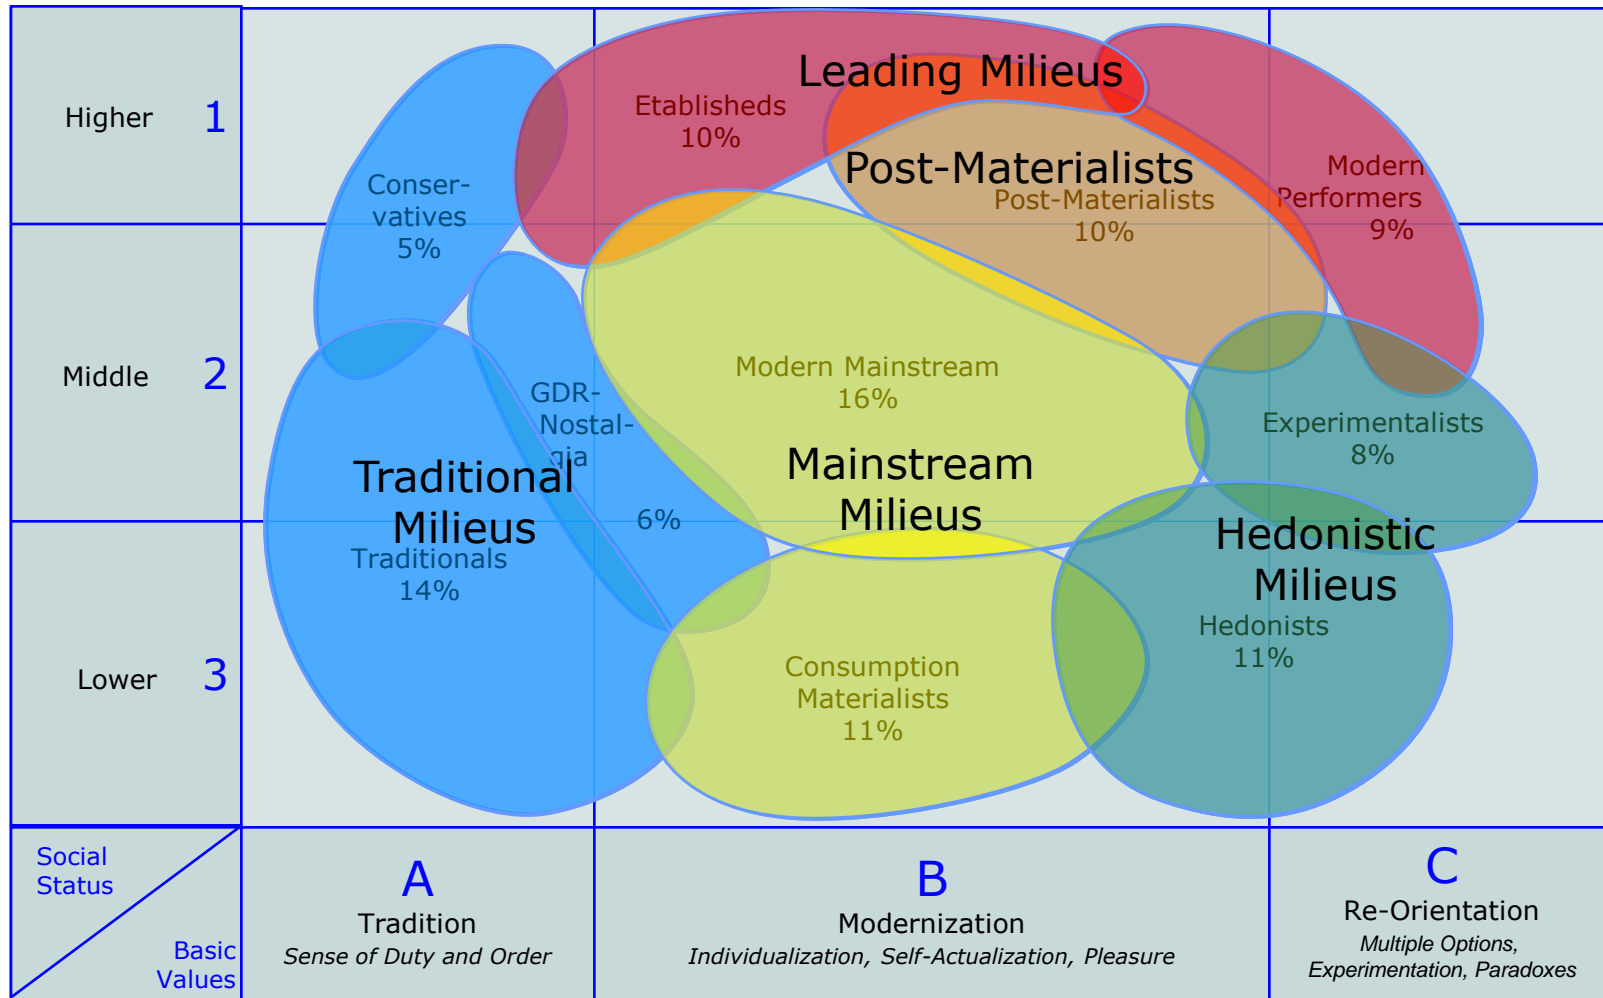 Higher 1
Middle 2
Lower 3
Social
Status
Basic
Values
A
Tradition
Sense of Duty and Order
B
Modernization
Individualization, Self-Actualization, Pleasure
C
Re-Orientation
Multiple Options,
Experimentation, Paradoxes
Leading Milieus
Etablisheds
10%
Post-Materialists
Post-Materialists
10%
Modern
Performers
9%
Conser-
vatives
5%
GDR-
Nostal-
gia
6%
Traditional
Milieus
Traditionals
14%
Modern Mainstream
16%
Mainstream
Milieus
Consumption
Materialists
11%
Experimentalists
8%
Hedonistic
Milieus
Hedonists
11%